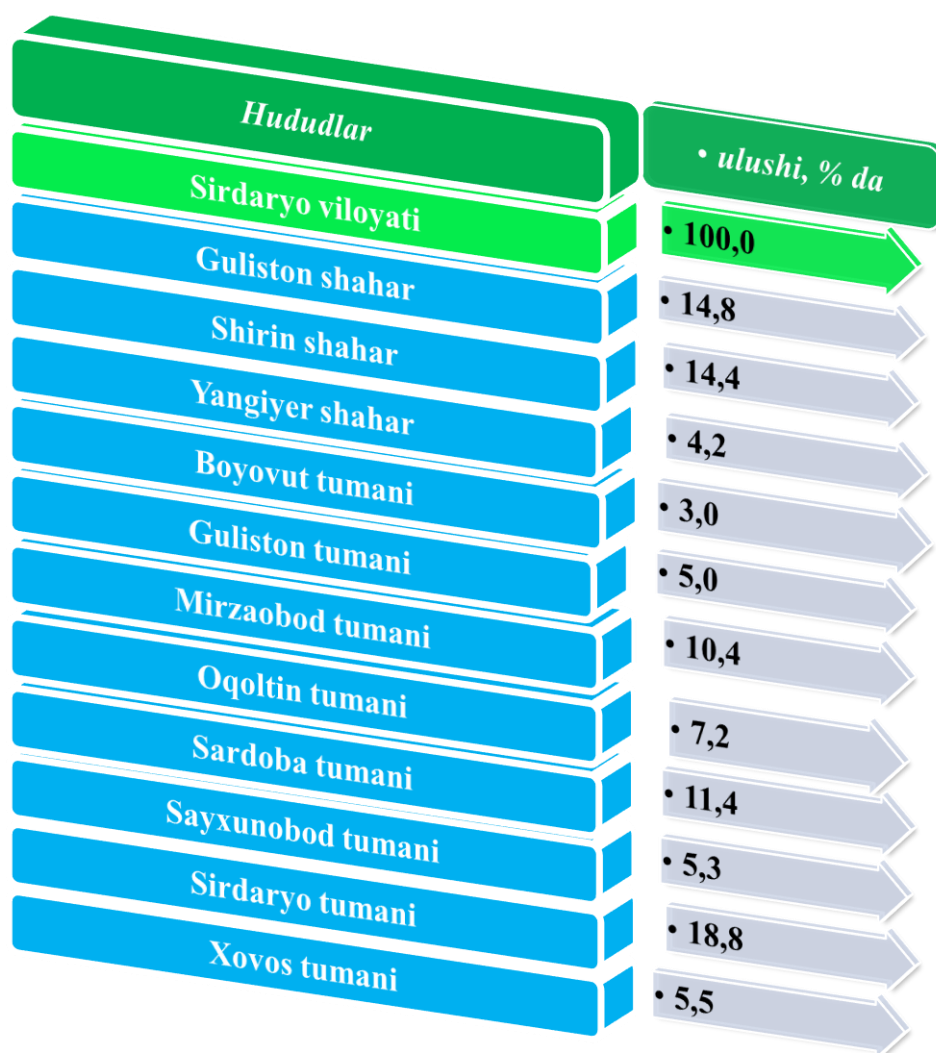 Hududlar
• ulushi, % da
Sirdaryo viloyati
• 100,0
Guliston shahar
• 14,8
Shirin shahar
• 14,4
Yangiyer shahar
• 4,2
Boyovut tumani
• 3,0
Guliston tumani
• 5,0
Mirzaobod tumani
• 10,4
Oqoltin tumani
• 7,2
Sardoba tumani
• 11,4
Sayxunobod tumani
• 5,3
Sirdaryo tumani
• 18,8
Xovos tumani
• 5,5